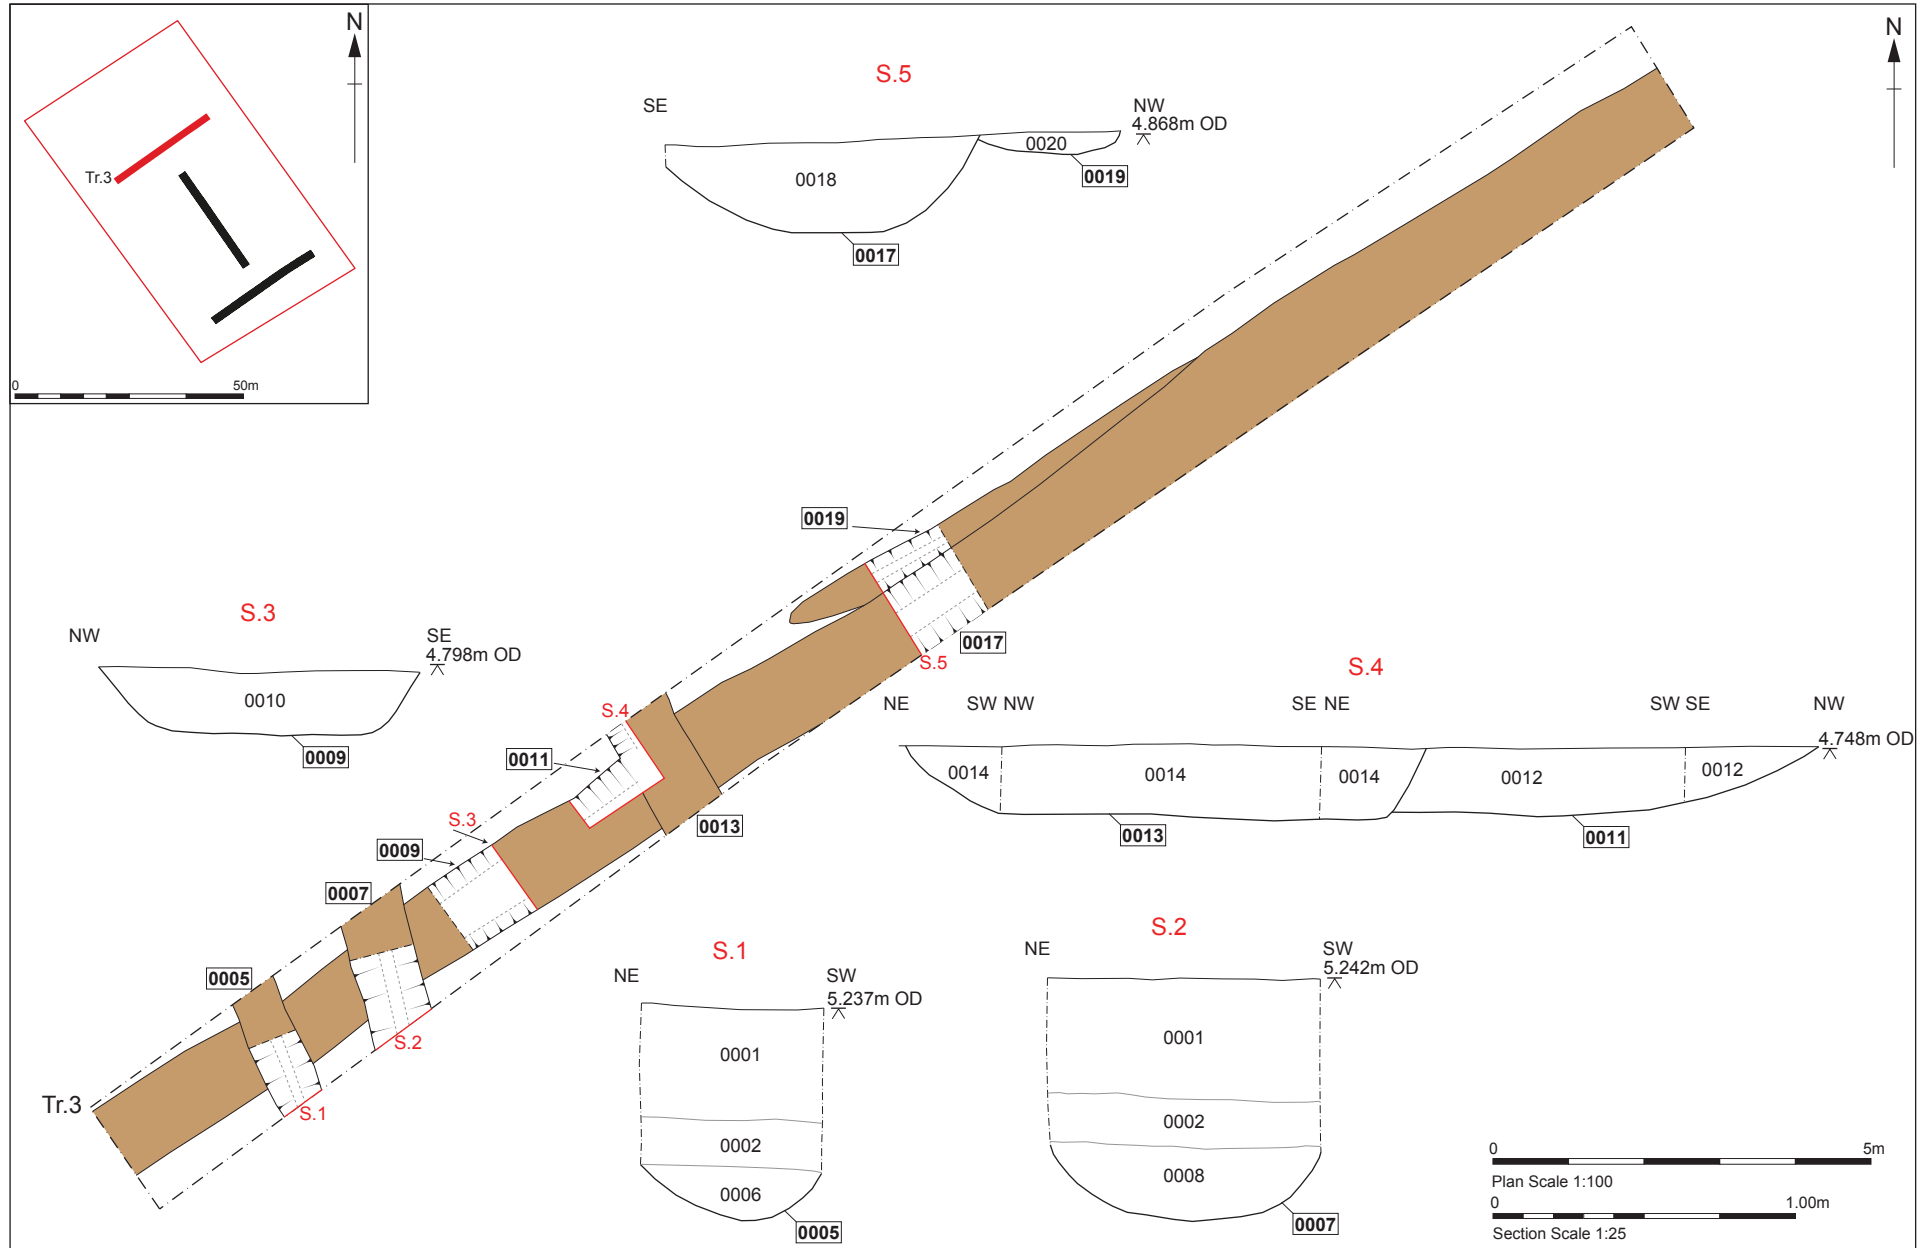 N
Tr.3
0 50m
S.5
SE NW
4.868m OD
0020
0018
0019
0017
N
S.3
NW SE
4.798m OD
0010
0009
0019
0017
S.5
S.4
0011
S.3
0013
0009
0007
0005
S.2
S.1
Tr.3
S.4
NE SW NW SE NE SW SE NW
4.748m OD
0014 0014 0014 0012 0012
0013 0011
S.1
NE SW
5.237m OD
0001
0002
0006
0005
S.2
NE SW
5.242m OD
0001
0002
0008
0007
0 5m
Plan Scale 1:100
0 1.00m
Section Scale 1:25